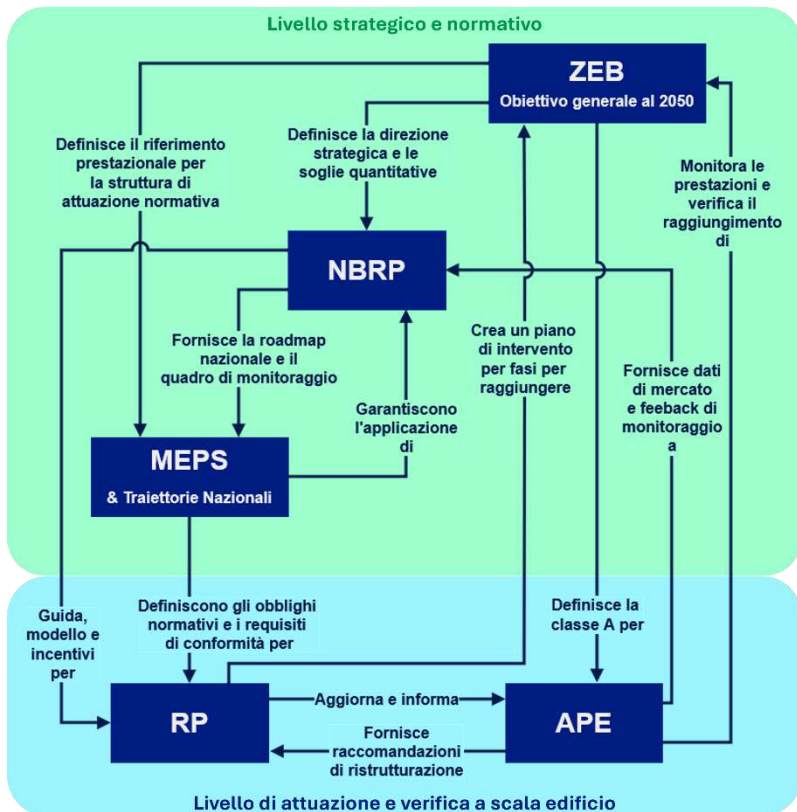 Livello strategico e normativo
ZEB
Obiettivo generale al 2050
Definisce il riferimento
prestazionale per
la struttura di
attuazione normativa
Definisce la direzione
strategica e le
soglie quantitative
Monitora le
prestazioni e
verifica il
raggiungimento
di
NBRP
Fornisce la roadmap
nazionale e il
quadro di monitoraggio
Crea un piano
di intervento
per fasi per
raggiungere
Fornisce dati
di mercato
e feeback di
monitoraggio
a
Garantiscono
l'applicazione
di
MEPS
& Traiettorie Nazionali
Guida,
modello e
incentivi
per
Definiscono gli obblighi
normativi e i requisiti
di conformità per
Definisce la
classe A per
RP
Aggiorna e informa
APE
Fornisce
raccomandazioni
di ristrutturazione
Livello di attuazione e verifica a scala edificio